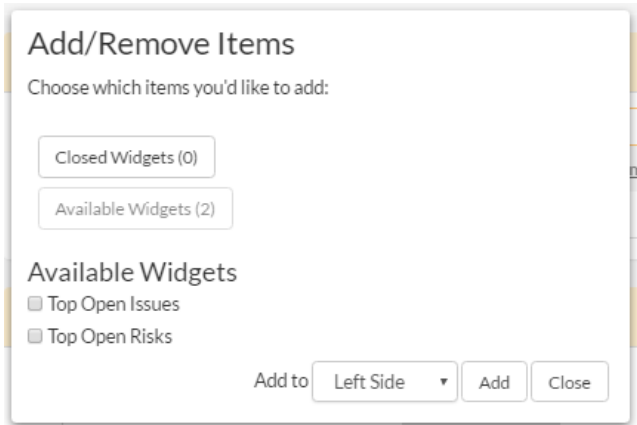 Add/Remove Items
Choose which items you'd like to add:
Closed Widgets (0)
Available Widgets (2)
Available Widgets
Top Open Issues
Top Open Risks
Add to Left Side Add Close